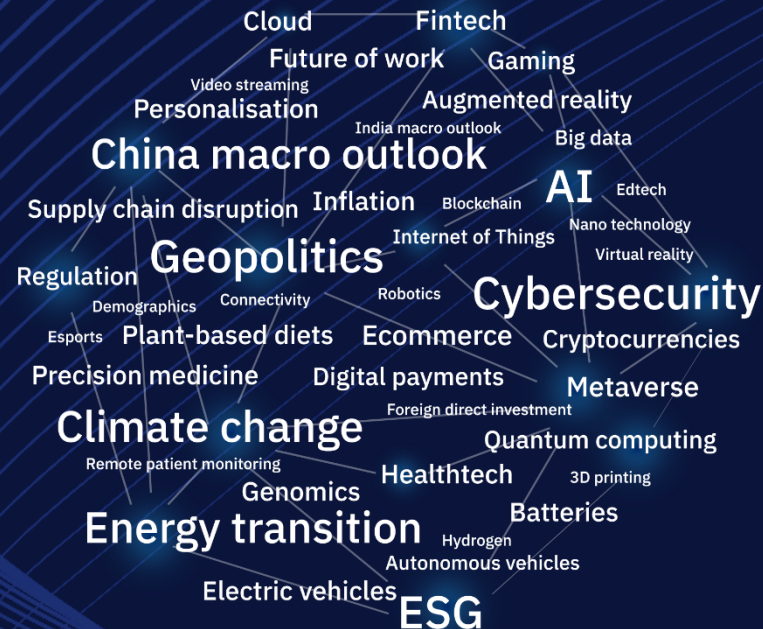 Cloud
Fintech
Future of work
Gaming
Video streaming
Personalisation
Augmented reality
India macro outlook
Big data
China macro outlook
AI
Edtech
Supply chain disruption
Inflation
Blockchain
Nano technology
Internet of Things
Geopolitics
Virtual reality
Regulation
Demographics
Connectivity
Robotics
Cybersecurity
Esports
Plant-based diets
Ecommerce
Cryptocurrencies
Precision medicine
Digital payments
Metaverse
Foreign direct investment
Climate change
Quantum computing
Remote patient monitoring
Healthtech
3D printing
Genomics
Batteries
Energy transition
Hydrogen
Autonomous vehicles
Electric vehicles
ESG